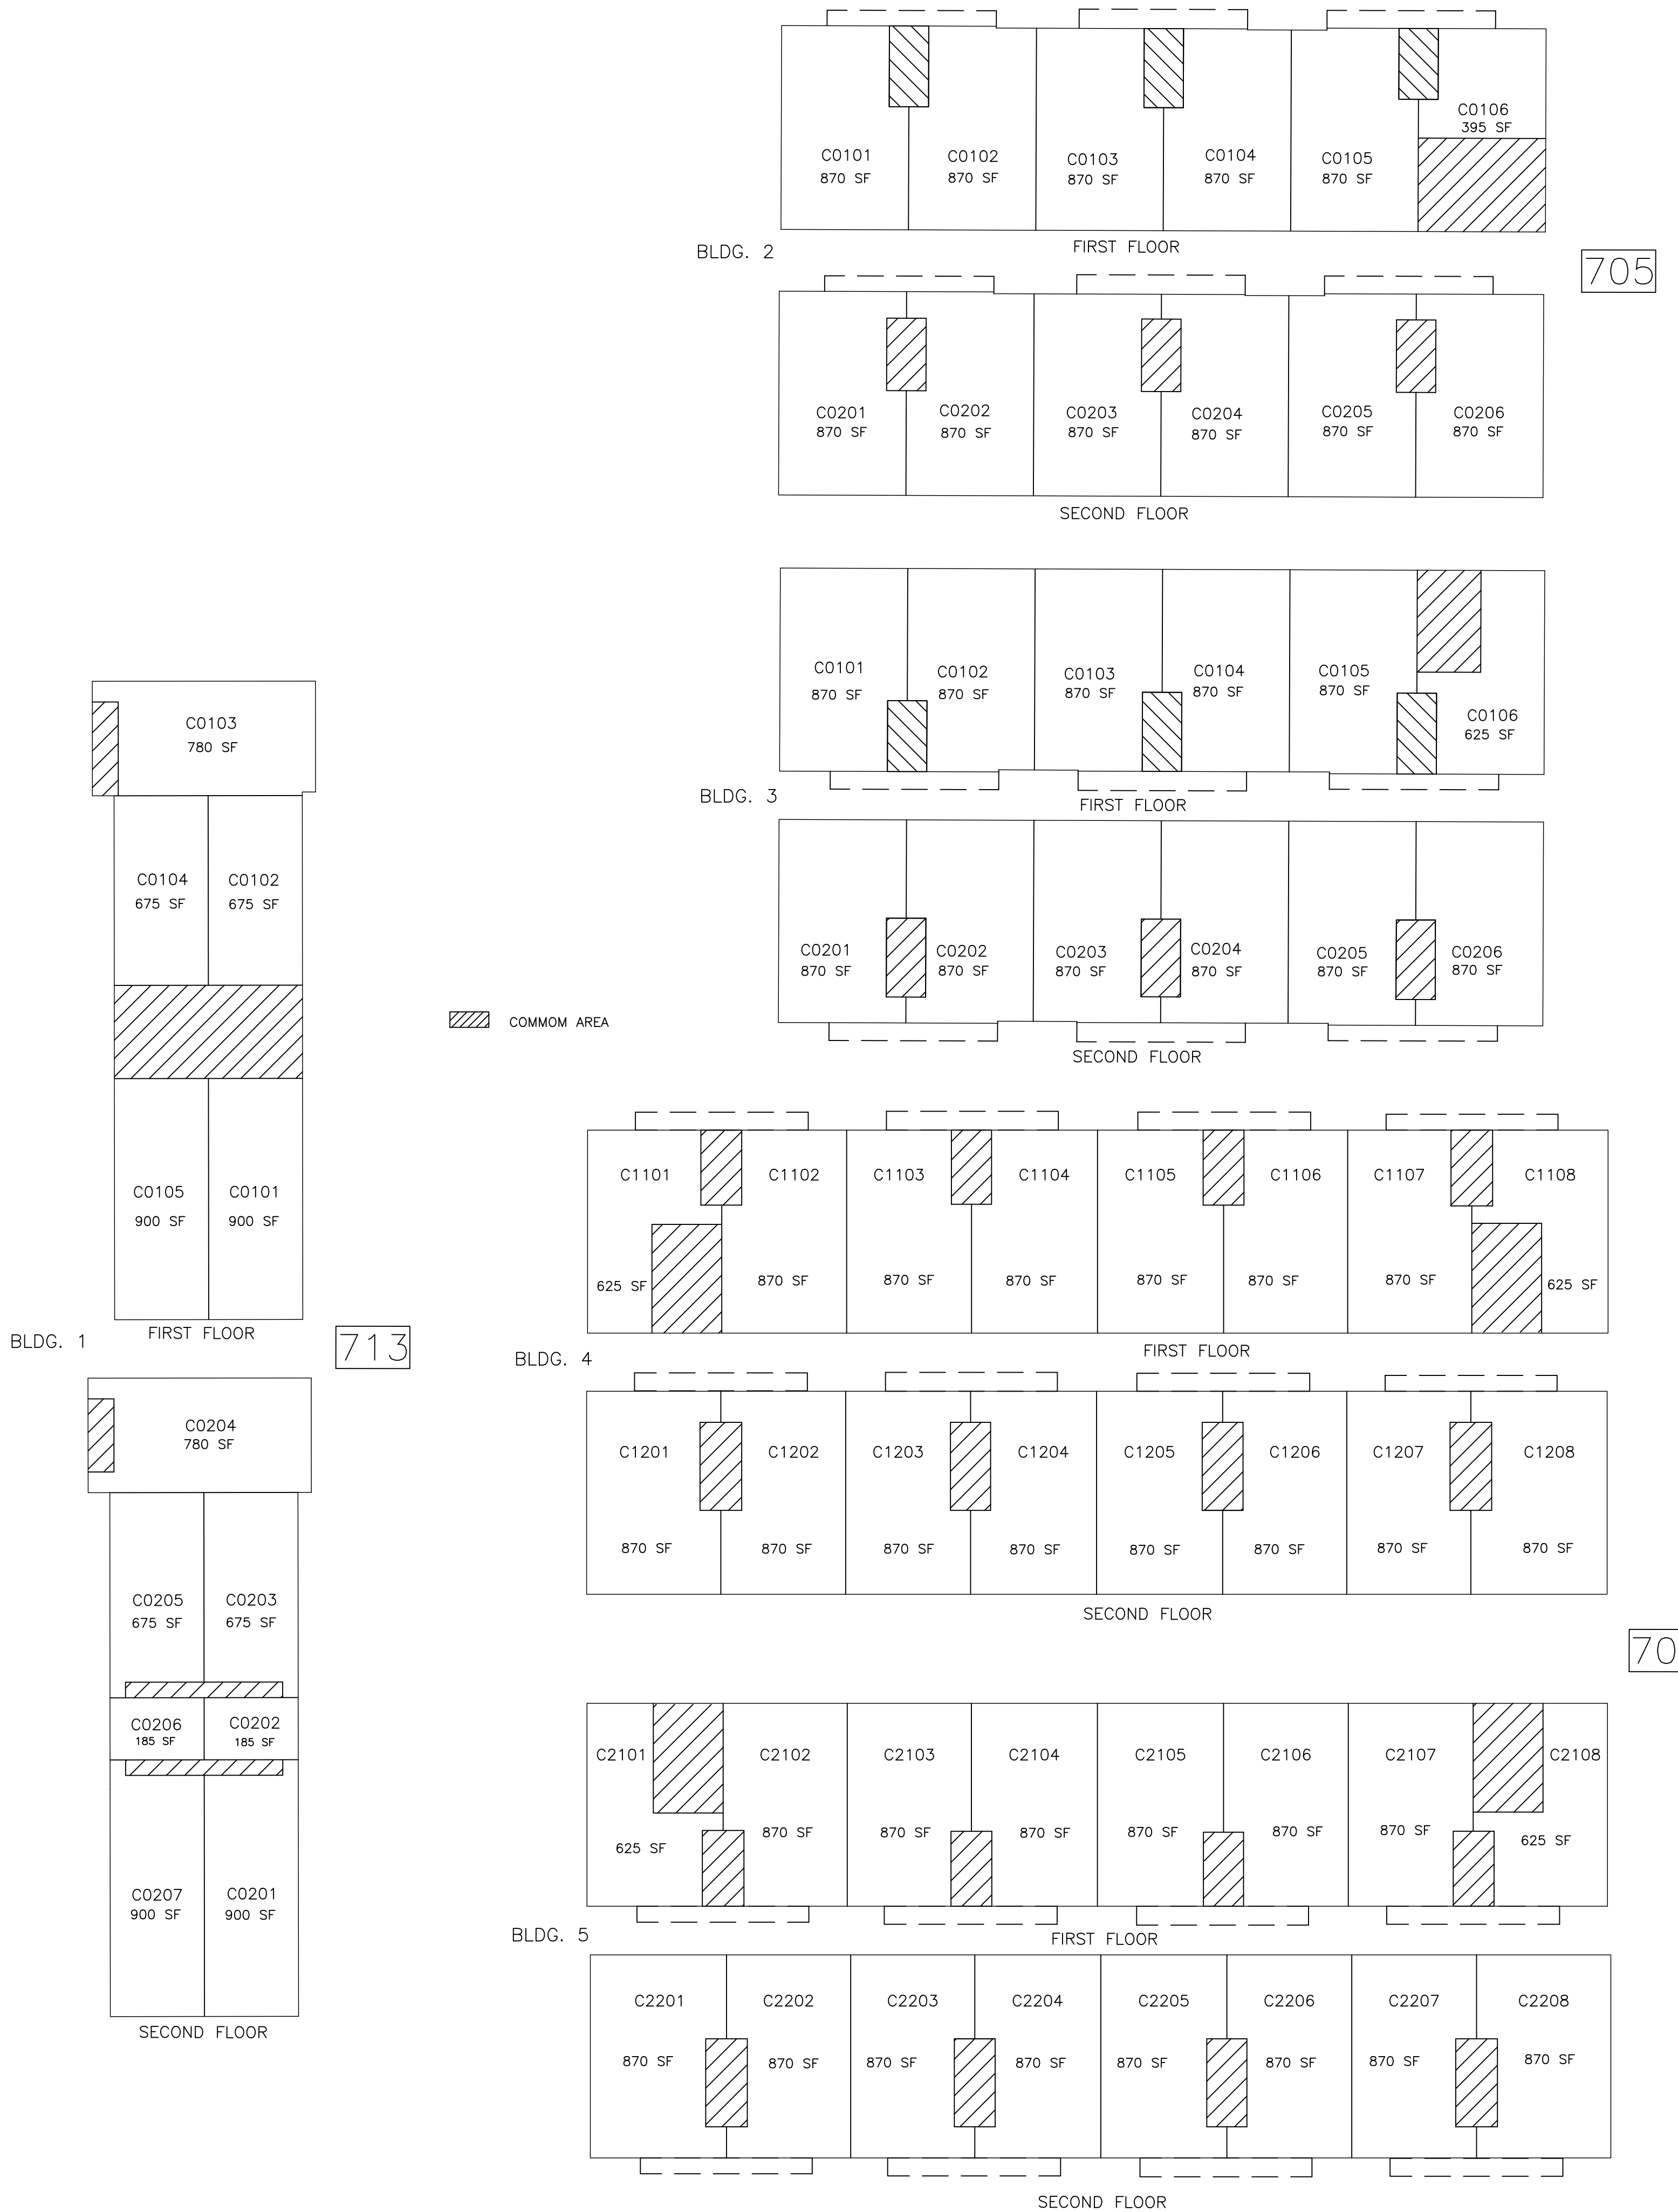 C0101
870 SF
C0102
870 SF
C0103
870 SF
C0104
870 SF
C0105
870 SF
C0106
395 SF
FIRST FLOOR
BLDG. 2
705
C0201
870 SF
C0202
870 SF
C0203
870 SF
C0204
870 SF
C0205
870 SF
C0206
870 SF
SECOND FLOOR
C0101
870 SF
C0102
870 SF
C0103
870 SF
C0104
870 SF
C0105
870 SF
C0106
625 SF
BLDG. 3
FIRST FLOOR
C0201
870 SF
C0202
870 SF
C0203
870 SF
C0204
870 SF
C0205
870 SF
C0206
870 SF
SECOND FLOOR
C0103
780 SF
C0104
675 SF
C0102
675 SF
COMMOM AREA
C0105
900 SF
C0101
900 SF
FIRST FLOOR
BLDG. 1
713
C0204
780 SF
C0205
675 SF
C0203
675 SF
C0206
185 SF
C0202
185 SF
C0207
900 SF
C0201
900 SF
SECOND FLOOR
C1101
625 SF
C1102
870 SF
C1103
870 SF
C1104
870 SF
C1105
870 SF
C1106
870 SF
C1107
870 SF
C1108
625 SF
FIRST FLOOR
BLDG. 4
C1201
870 SF
C1202
870 SF
C1203
870 SF
C1204
870 SF
C1205
870 SF
C1206
870 SF
C1207
870 SF
C1208
870 SF
SECOND FLOOR
70
C2101
625 SF
C2102
870 SF
C2103
870 SF
C2104
870 SF
C2105
870 SF
C2106
870 SF
C2107
870 SF
C2108
625 SF
BLDG. 5
FIRST FLOOR
C2201
870 SF
C2202
870 SF
C2203
870 SF
C2204
870 SF
C2205
870 SF
C2206
870 SF
C2207
870 SF
C2208
870 SF
SECOND FLOOR